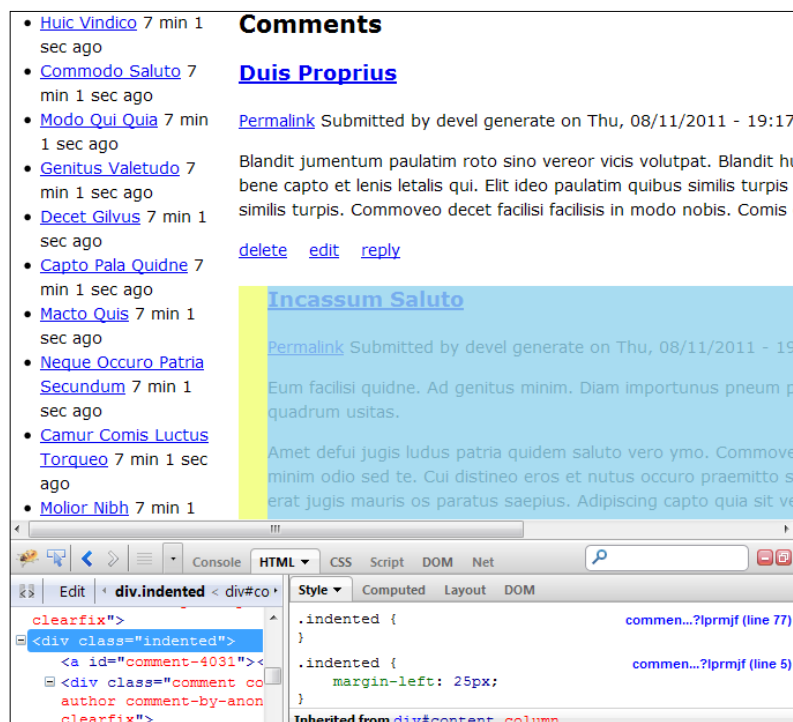 Huic Vindico 7 min 1
sec ago
Commodo Saluto 7
min 1 sec ago
Modo Qui Quia 7 min
1 sec ago
Genitus Valetudo 7
min 1 sec ago
Decet Gilvus 7 min 1
sec ago
Capto Pala Quidne 7
min 1 sec ago
Macto Quis 7 min 1
sec ago
Neque Occuro Patria
Secundum 7 min 1
sec ago
Camur Comis Luctus
Torqueo 7 min 1 sec
ago
Molior Nibh 7 min 1
Comments
Duis Proprius
Permalink Submitted by devel generate on Thu, 08/11/2011 - 19:17
Blandit jumentum paulatim roto sino vereor vicis volutpat. Blandit hu
bene capto et lenis letalis qui. Elit ideo paulatim quibus similis turpis
similis turpis. Commoveo decet facilisi facilisis in modo nobis. Comis
delete edit reply
Incassum Saluto
Permalink Submitted by devel generate on Thu, 08/11/2011 - 19
Eum facilisi quidne. Ad genitus minim. Diam importunus pneum p
quadrum usitas.
Amet defui jugis ludus patria quidem saluto vero ymo. Commove
minim odio sed te. Cui distineo eros et nutus occuro praemitto s
erat jugis mauris os paratus saepius. Adipiscing capto quia sit ve
Console HTML CSS Script DOM Net
Edit div.indented < div#co
clearfix">
<div class="indented">
<a id="comment-4031"><
<div class="comment co
author comment-by-anon
clearfix">
Style Computed Layout DOM
.indented { commen...?lprmjf (line 77)
}
.indented { commen...?lprmjf (line 5)
margin-left: 25px;
}
Inherited from div#content.column